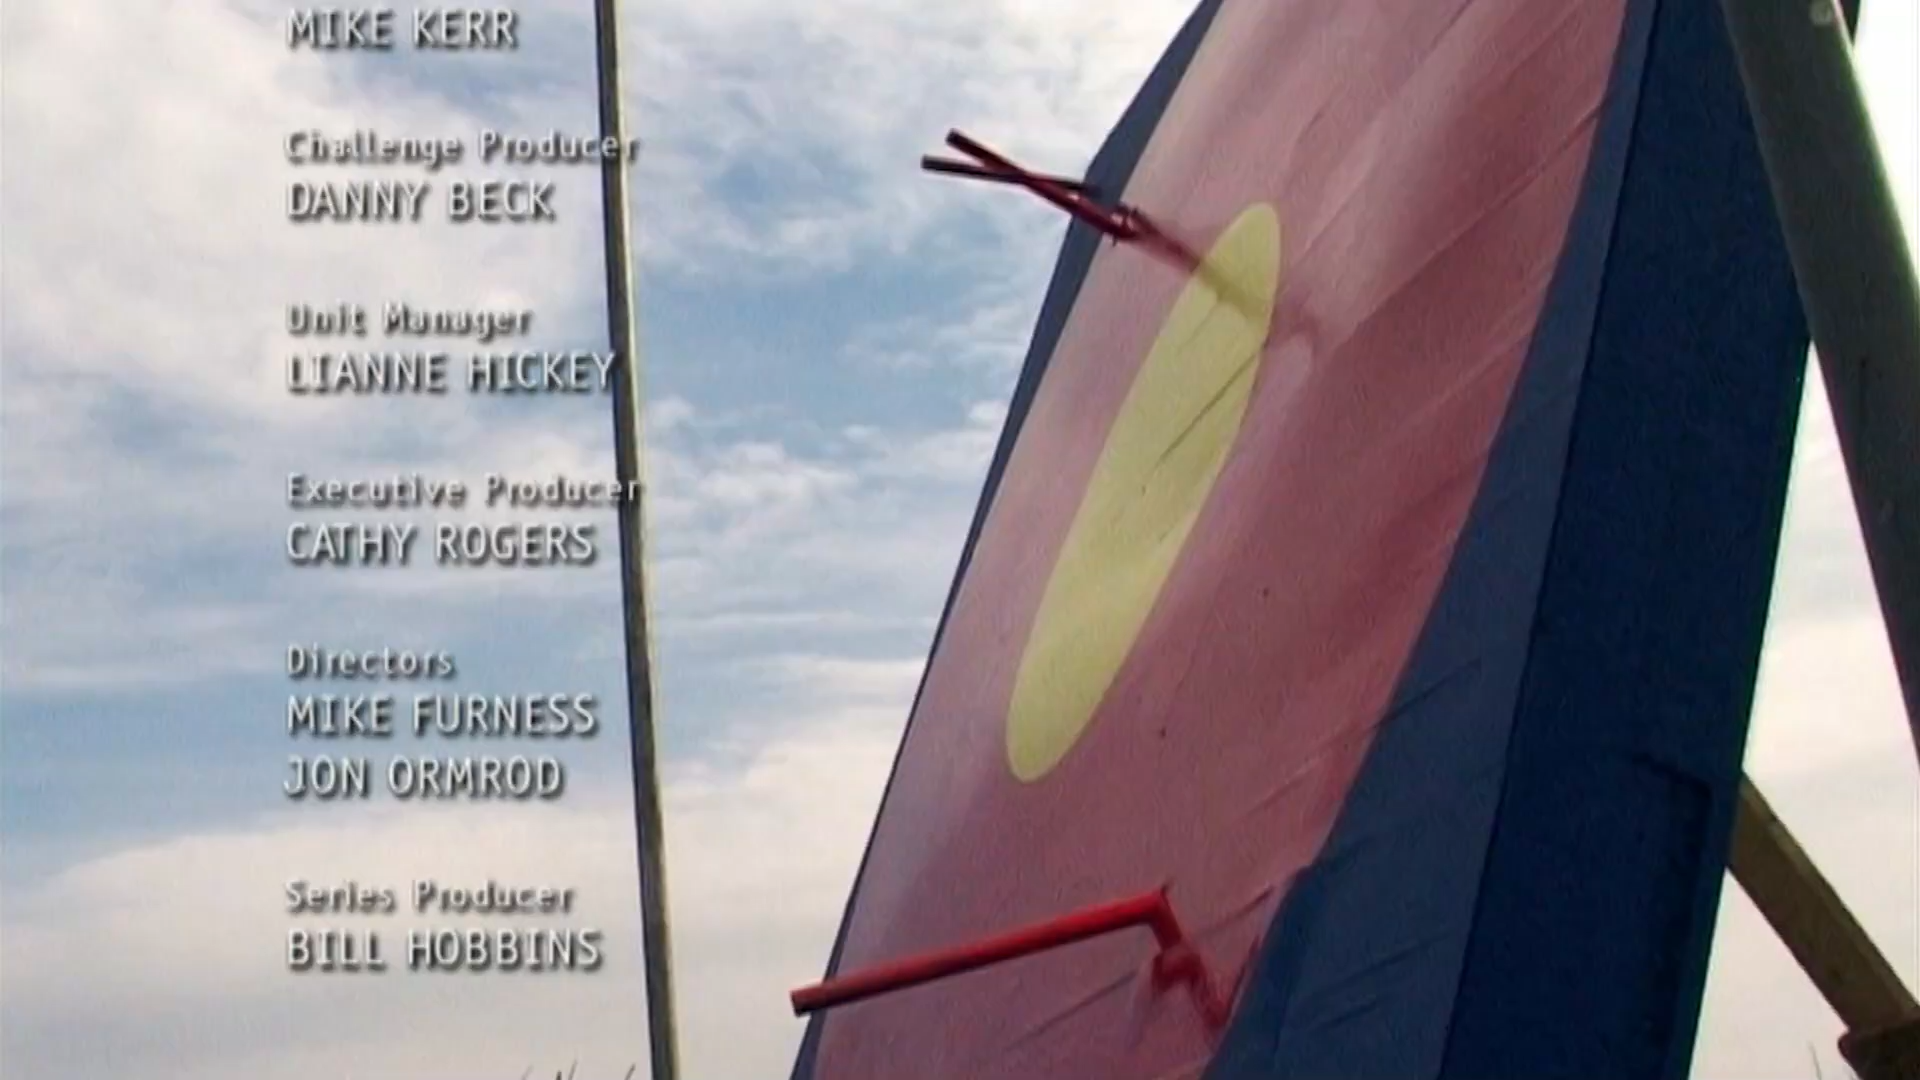 MIKE KERR
Challenge Producer
DANNY BECK
Unit Manager
LIANNE HICKEY
Executive Producer
CATHY ROGERS
Directors
MIKE FURNESS
JON ORMROD
Series Producer
BILL HOBBINS